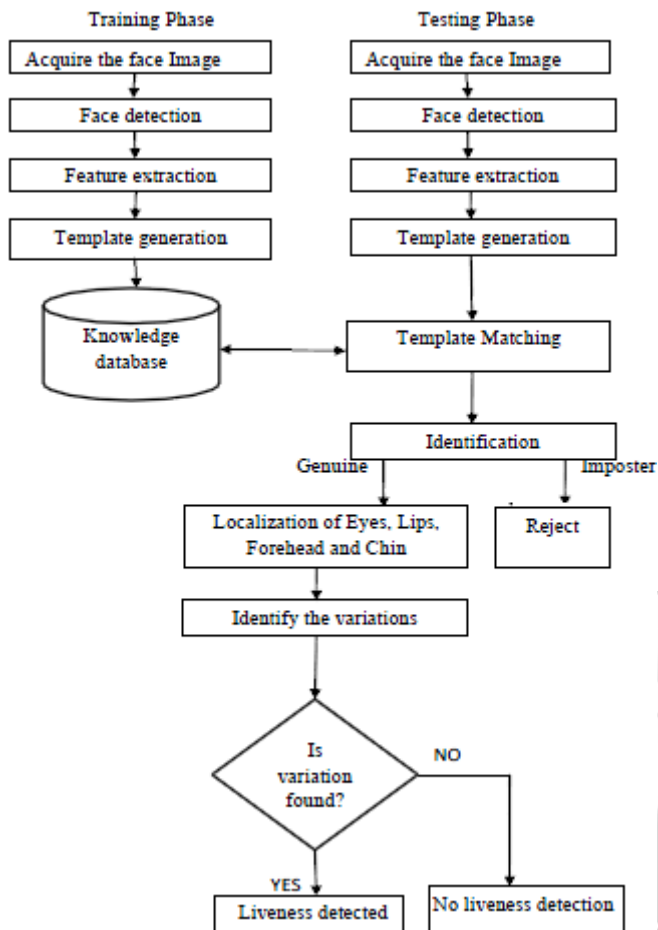 Training Phase
Testing Phase
Acquire the face Image
Acquire the face Image
Face detection
Face detection
Feature extraction
Feature extraction
Template generation
Template generation
Knowledge
database
Template Matching
Identification
Genuine
Imposter
Localization of Eyes, Lips,
Forehead and Chin
Reject
Identify the variations
Is
variation
found?
NO
YES
Liveness detected
No liveness detection